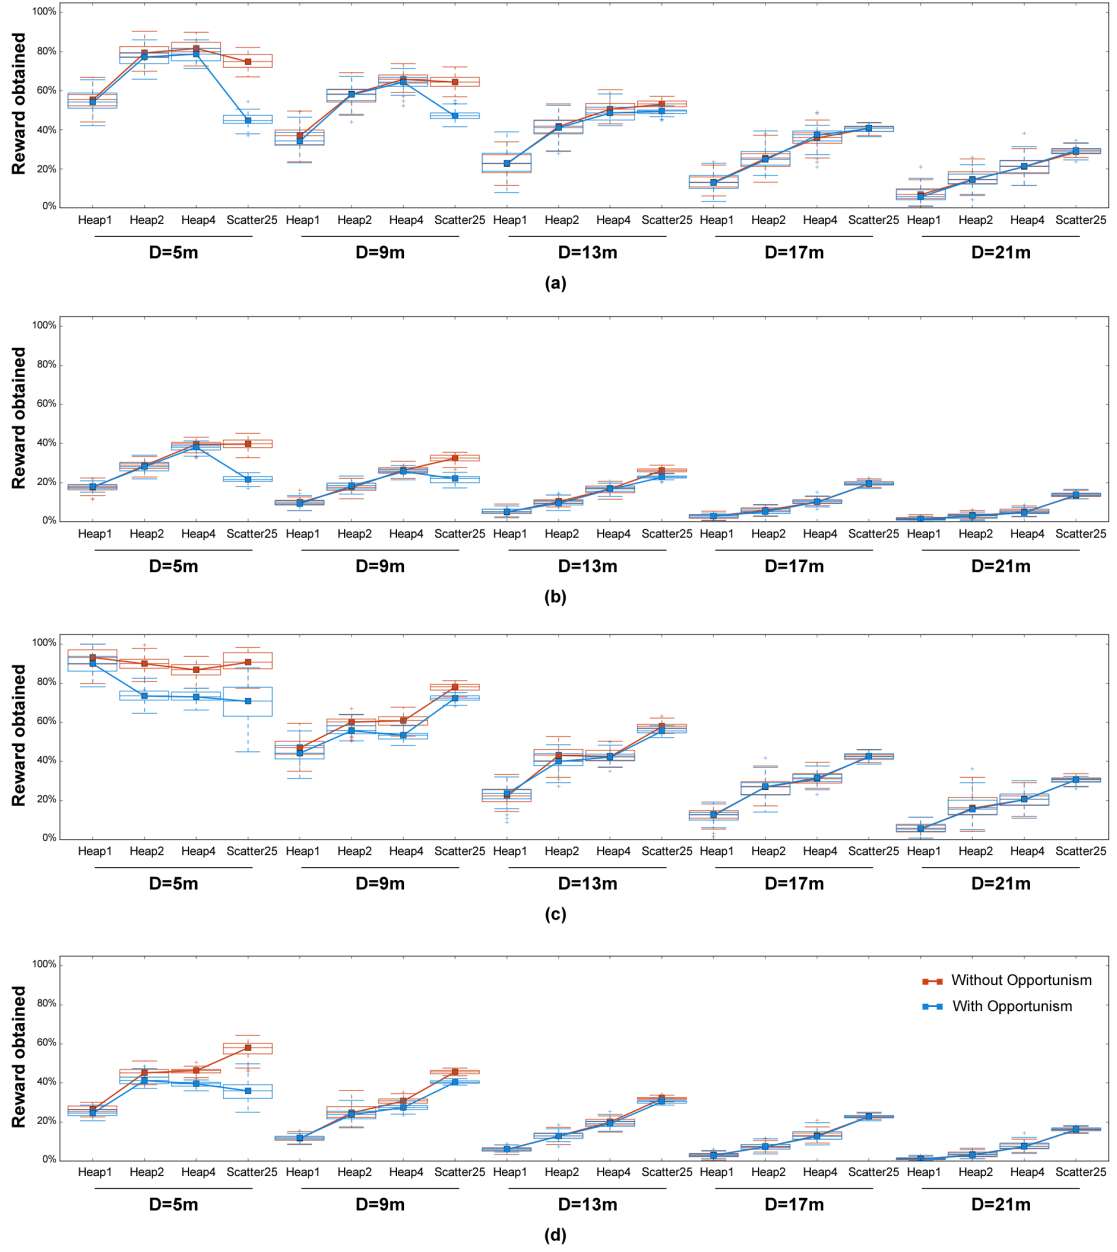 Reward obtained
100%
80%
60%
40%
20%
0%
Heap1 Heap2 Heap4 Scatter25 Heap1 Heap2 Heap4 Scatter25 Heap1 Heap2 Heap4 Scatter25 Heap1 Heap2 Heap4 Scatter25 Heap1 Heap2 Heap4 Scatter25
D=5m D=9m D=13m D=17m D=21m
(a)
Reward obtained
100%
80%
60%
40%
20%
0%
Heap1 Heap2 Heap4 Scatter25 Heap1 Heap2 Heap4 Scatter25 Heap1 Heap2 Heap4 Scatter25 Heap1 Heap2 Heap4 Scatter25 Heap1 Heap2 Heap4 Scatter25
D=5m D=9m D=13m D=17m D=21m
(b)
Reward obtained
100%
80%
60%
40%
20%
0%
Heap1 Heap2 Heap4 Scatter25 Heap1 Heap2 Heap4 Scatter25 Heap1 Heap2 Heap4 Scatter25 Heap1 Heap2 Heap4 Scatter25 Heap1 Heap2 Heap4 Scatter25
D=5m D=9m D=13m D=17m D=21m
(c)
Reward obtained
100%
80%
60%
40%
20%
0%
Without Opportunism
With Opportunism
Heap1 Heap2 Heap4 Scatter25 Heap1 Heap2 Heap4 Scatter25 Heap1 Heap2 Heap4 Scatter25 Heap1 Heap2 Heap4 Scatter25 Heap1 Heap2 Heap4 Scatter25
D=5m D=9m D=13m D=17m D=21m
(d)